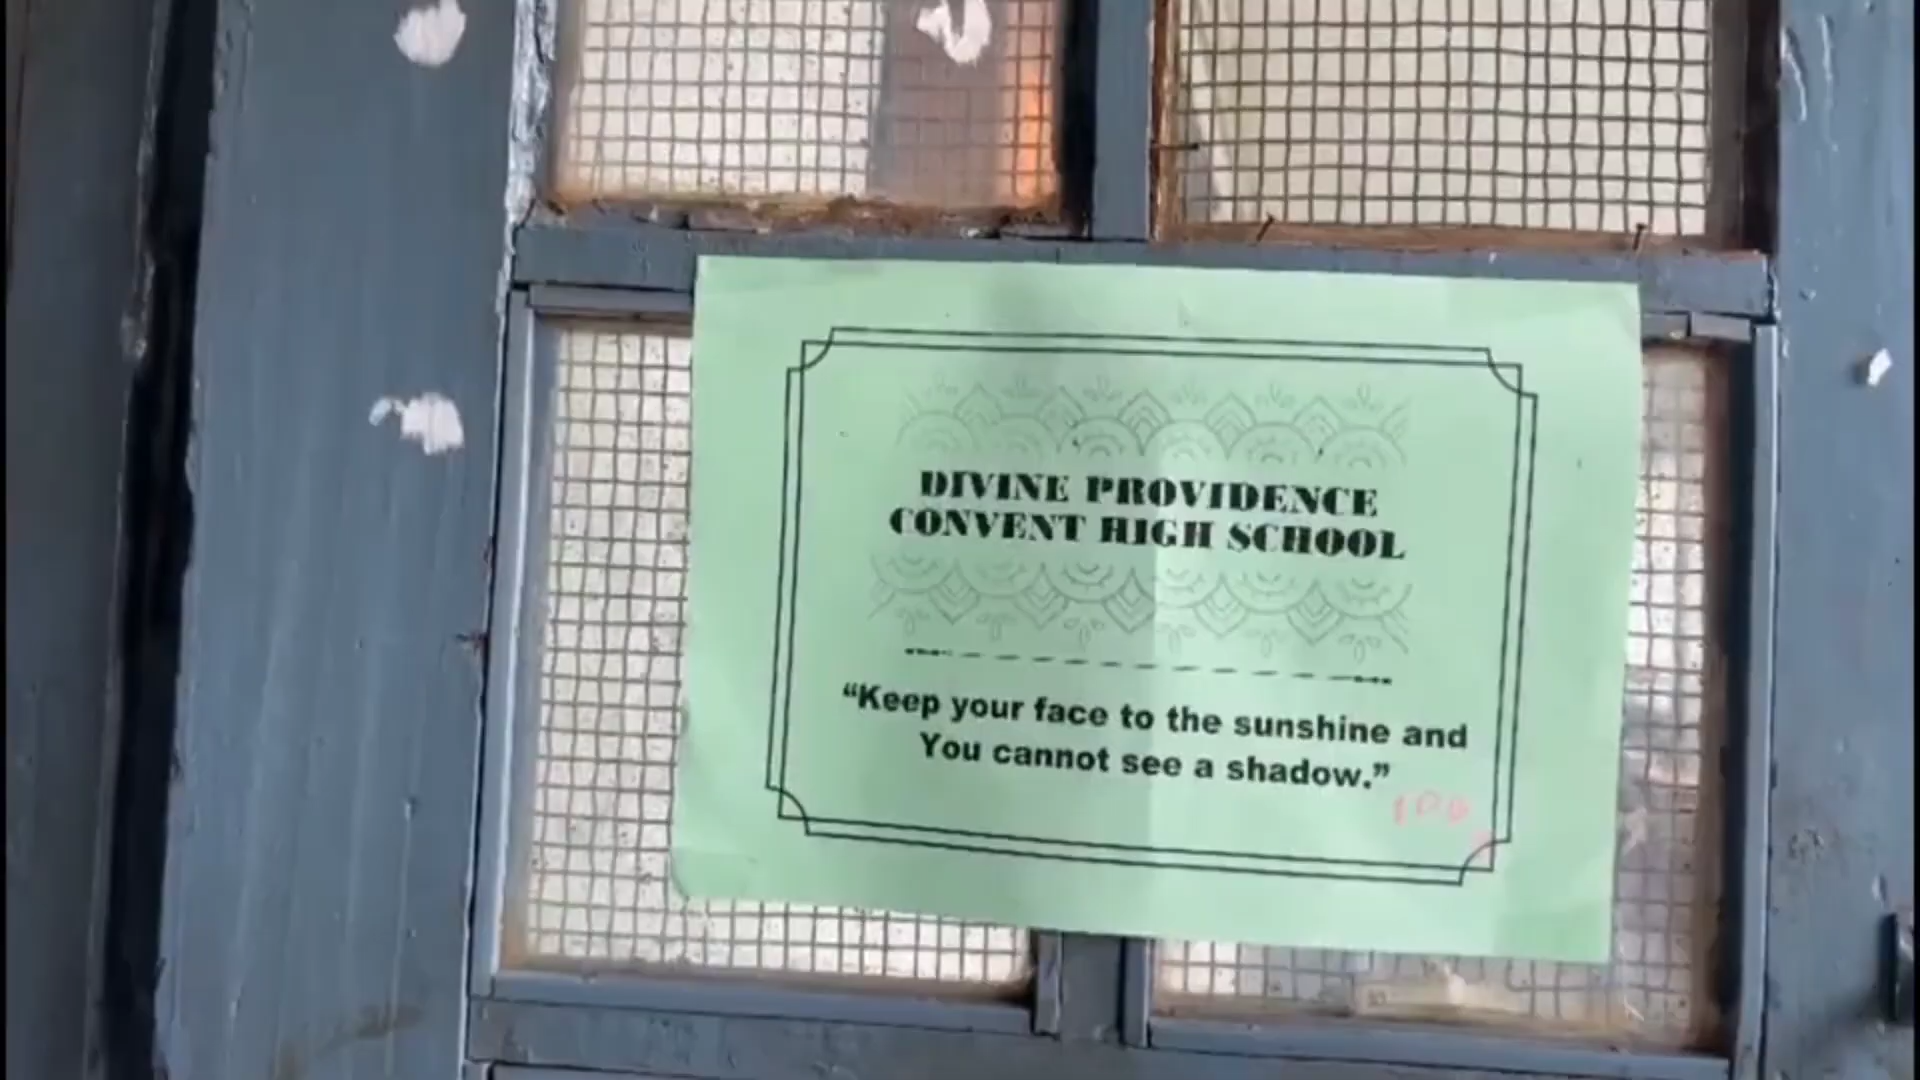 DIVINE PROVIDENCE
CONVENT HIGH SCHOOL
“Keep your face to the sunshine and
You cannot see a shadow.”